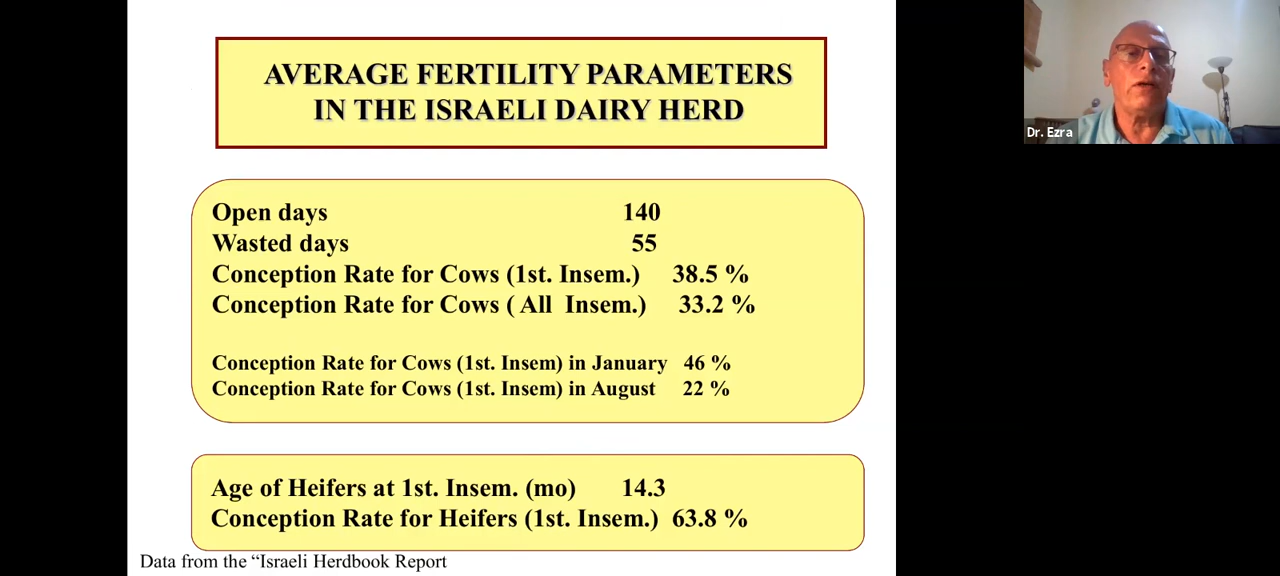 AVERAGE FERTILITY PARAMETERS
IN THE ISRAELI DAIRY HERD
Dr. Ezra
Open days 140
Wasted days 55
Conception Rate for Cows (1st. Insem.) 38.5 %
Conception Rate for Cows ( All Insem.) 33.2 %
Conception Rate for Cows (1st. Insem) in January 46 %
Conception Rate for Cows (1st. Insem) in August 22 %
Age of Heifers at 1st. Insem. (mo) 14.3
Conception Rate for Heifers (1st. Insem.) 63.8 %
Data from the “Israeli Herdbook Report